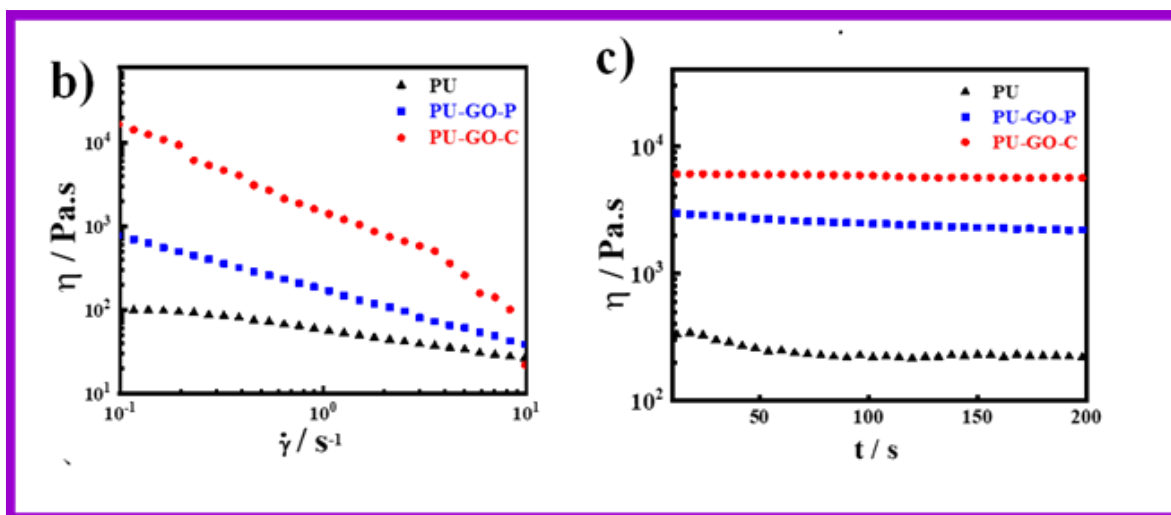 b)
PU
PU-GO-P
PU-GO-C
η / Pa.s
10⁴
10³
10²
10¹
10⁻¹
10⁰
10¹
γ̇ / s⁻¹
c)
PU
PU-GO-P
PU-GO-C
η / Pa.s
10⁴
10³
10²
50
100
150
200
t / s